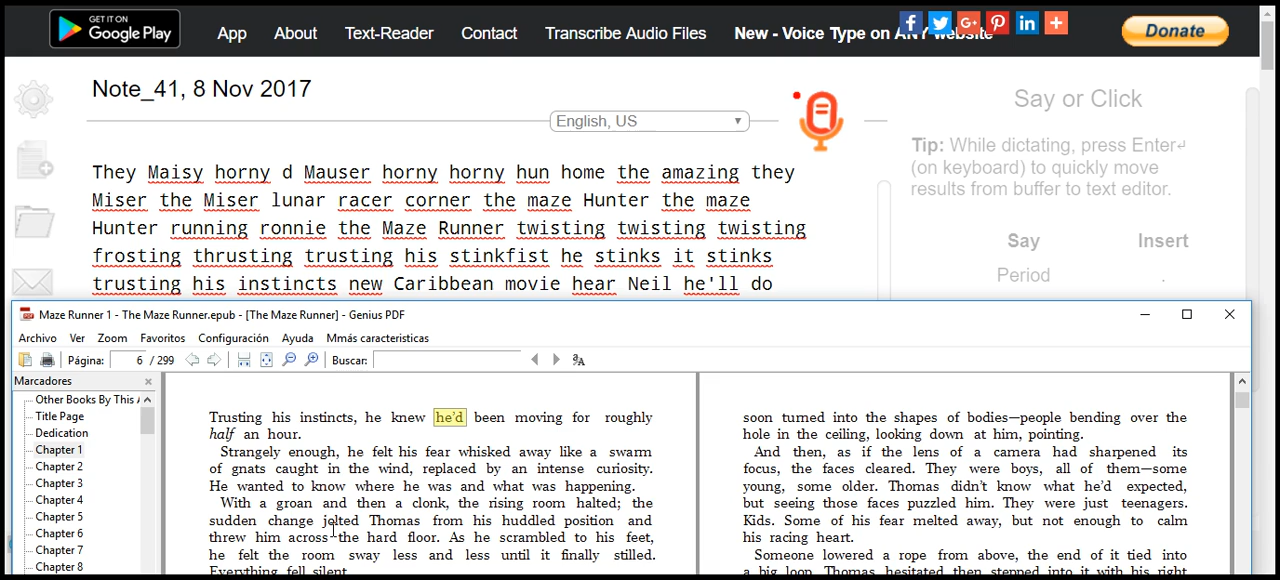 GET IT ON
Google Play
App About Text-Reader Contact Transcribe Audio Files New - Voice Type on ANY website
Donate
Note_41, 8 Nov 2017
English, US
They Maisy horny d Mauser horny horny hun home the amazing they
Miser the Miser lunar racer corner the maze Hunter the maze
Hunter running ronnie the Maze Runner twisting twisting twisting
frosting thrusting trusting his stinkfist he stinks it stinks
trusting his instincts new Caribbean movie hear Neil he'll do
Say or Click
Tip: While dictating, press Enter↵
(on keyboard) to quickly move
results from buffer to text editor.
Say Insert
Period .
Maze Runner 1 - The Maze Runner.epub - [The Maze Runner] - Genius PDF
Archivo Ver Zoom Favoritos Configuración Ayuda Mmás caracteristicas
Página: 6 / 299 Buscar:
Marcadores
Other Books By This A
Title Page
Dedication
Chapter 1
Chapter 2
Chapter 3
Chapter 4
Chapter 5
Chapter 6
Chapter 7
Chapter 8
Trusting his instincts, he knew he'd been moving for roughly
half an hour.
Strangely enough, he felt his fear whisked away like a swarm
of gnats caught in the wind, replaced by an intense curiosity.
He wanted to know where he was and what was happening.
With a groan and then a clonk, the rising room halted; the
sudden change jolted Thomas from his huddled position and
threw him across the hard floor. As he scrambled to his feet,
he felt the room sway less and less until it finally stilled.
Everything fell silent.
soon turned into the shapes of bodies—people bending over the
hole in the ceiling, looking down at him, pointing.
And then, as if the lens of a camera had sharpened its
focus, the faces cleared. They were boys, all of them—some
young, some older. Thomas didn't know what he'd expected,
but seeing those faces puzzled him. They were just teenagers.
Kids. Some of his fear melted away, but not enough to calm
his racing heart.
Someone lowered a rope from above, the end of it tied into
a big loop. Thomas hesitated then stepped into it with his right